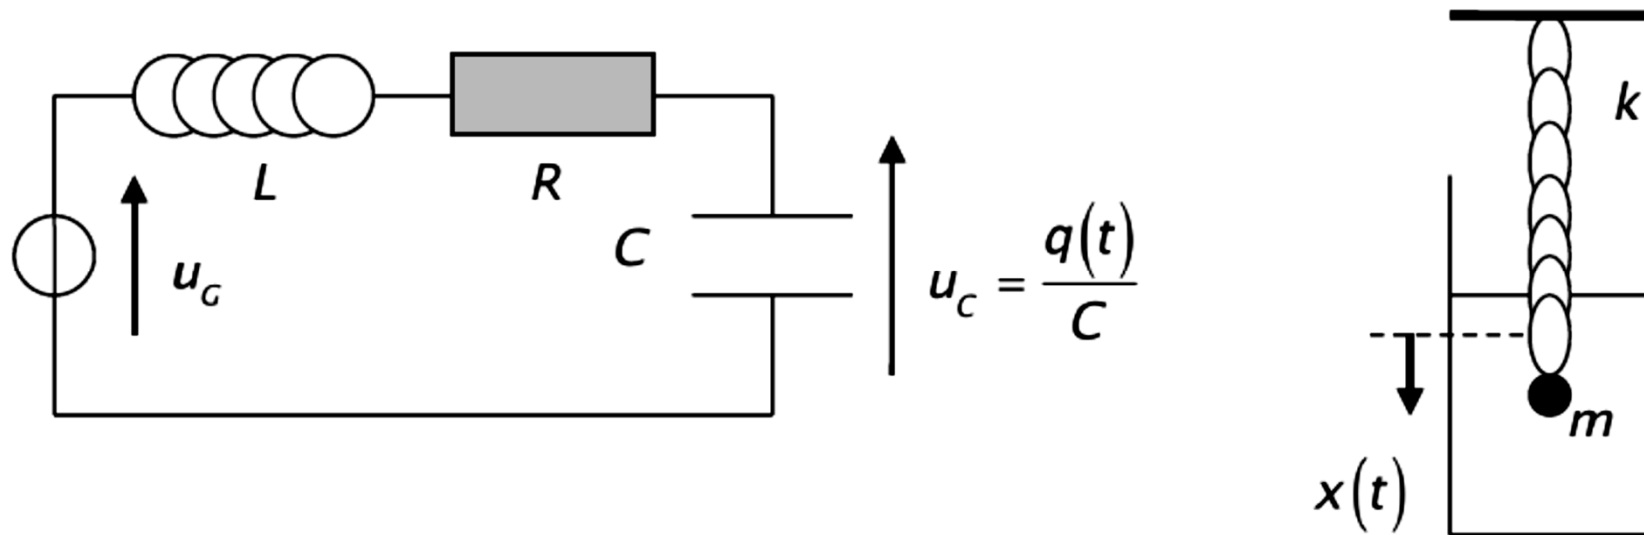 L
R
C
u_G
u_C = q(t)/C
k
m
x(t)